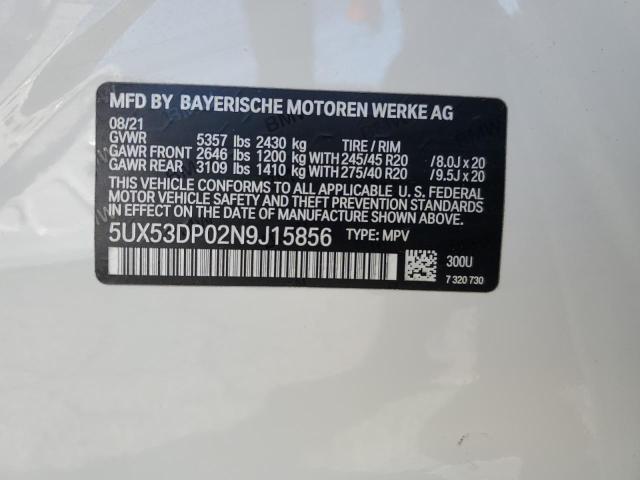 MFD BY BAYERISCHE MOTOREN WERKE AG
08/21
GVWR 5357 lbs 2430 kg TIRE / RIM
GAWR FRONT 2646 lbs 1200 kg WITH 245/45 R20 /8.0J x 20
GAWR REAR 3109 lbs 1410 kg WITH 275/40 R20 /9.5J x 20
THIS VEHICLE CONFORMS TO ALL APPLICABLE U. S. FEDERAL
MOTOR VEHICLE SAFETY, BUMPER, AND THEFT PREVENTION
STANDARDS IN EFFECT ON THE DATE OF MANUFACTURE SHOWN ABOVE.
5UX53DP02N9J15856 TYPE: MPV
300U
7 320 730